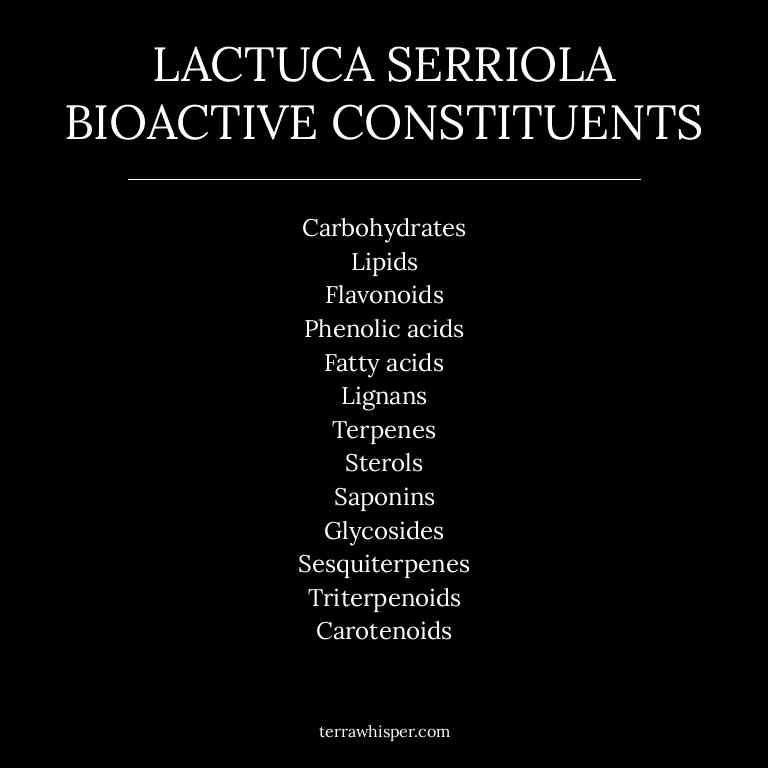 LACTUCA SERRIOLA
BIOACTIVE CONSTITUENTS
Carbohydrates
Lipids
Flavonoids
Phenolic acids
Fatty acids
Lignans
Terpenes
Sterols
Saponins
Glycosides
Sesquiterpenes
Triterpenoids
Carotenoids
terrawhisper.com